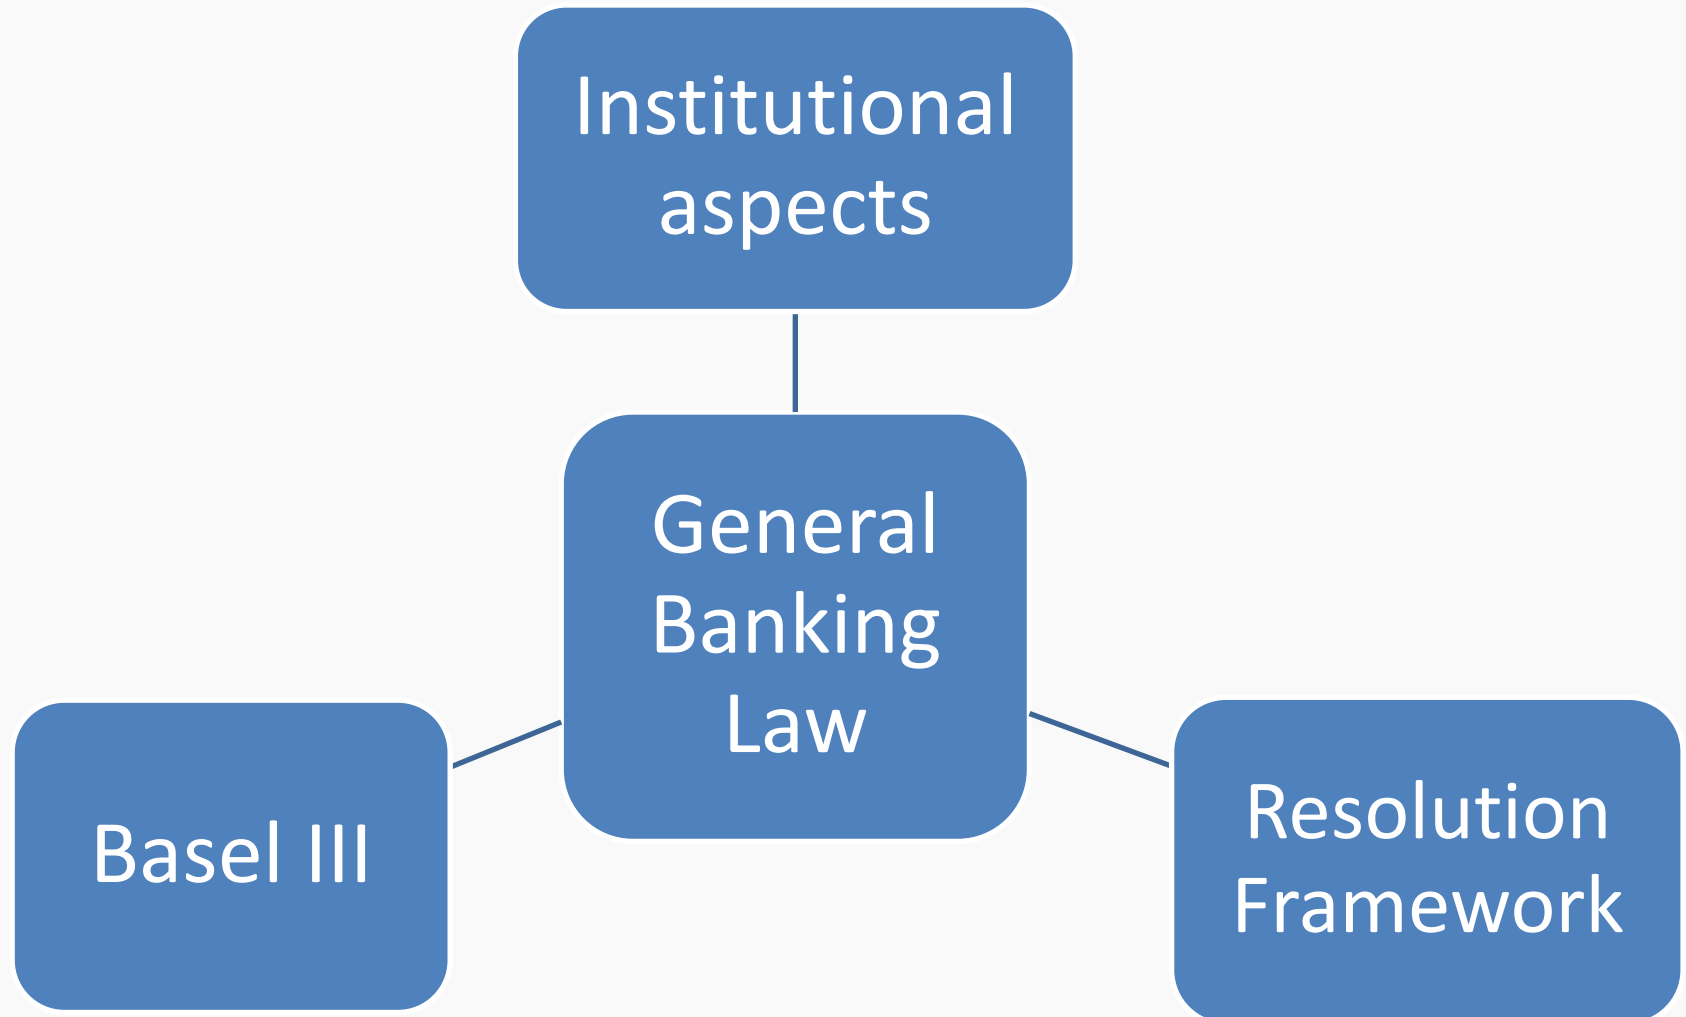 Institutional
aspects
General
Banking
Law
Basel III
Resolution
Framework